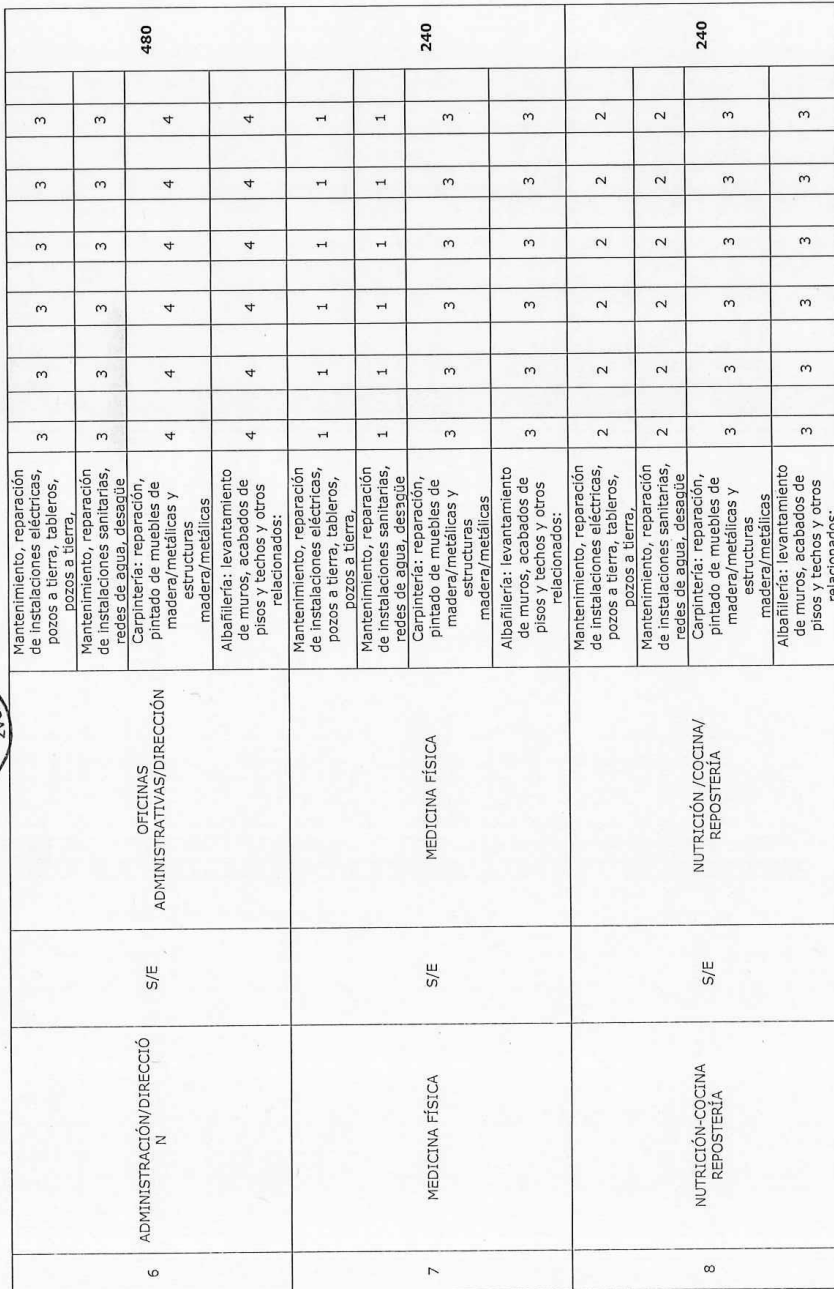 6
ADMINISTRACIÓN/DIRECCIÓ
N
S/E
OFICINAS
ADMINISTRATIVAS/DIRECCIÓN
Mantenimiento, reparación
de instalaciones eléctricas,
pozos a tierra, tableros,
pozos a tierra,
3 3 3 3 3 3
Mantenimiento, reparación
de instalaciones sanitarias,
redes de agua, desagüe
3 3 3 3 3 3
Carpintería: reparación,
pintado de muebles de
madera/metálicas y
estructuras
madera/metálicas
4 4 4 4 4 4
Albañilería: levantamiento
de muros, acabados de
pisos y techos y otros
relacionados:
4 4 4 4 4 4
480
7
MEDICINA FÍSICA
S/E
MEDICINA FÍSICA
Mantenimiento, reparación
de instalaciones eléctricas,
pozos a tierra, tableros,
pozos a tierra,
1 1 1 1 1 1
Mantenimiento, reparación
de instalaciones sanitarias,
redes de agua, desagüe
1 1 1 1 1 1
Carpintería: reparación,
pintado de muebles de
madera/metálicas y
estructuras
madera/metálicas
3 3 3 3 3 3
Albañilería: levantamiento
de muros, acabados de
pisos y techos y otros
relacionados:
3 3 3 3 3 3
240
8
NUTRICIÓN-COCINA
REPOSTERÍA
S/E
NUTRICIÓN /COCINA/
REPOSTERÍA
Mantenimiento, reparación
de instalaciones eléctricas,
pozos a tierra, tableros,
pozos a tierra,
2 2 2 2 2 2
Mantenimiento, reparación
de instalaciones sanitarias,
redes de agua, desagüe
2 2 2 2 2 2
Carpintería: reparación,
pintado de muebles de
madera/metálicas y
estructuras
madera/metálicas
3 3 3 3 3 3
Albañilería: levantamiento
de muros, acabados de
pisos y techos y otros
relacionados:
3 3 3 3 3 3
240